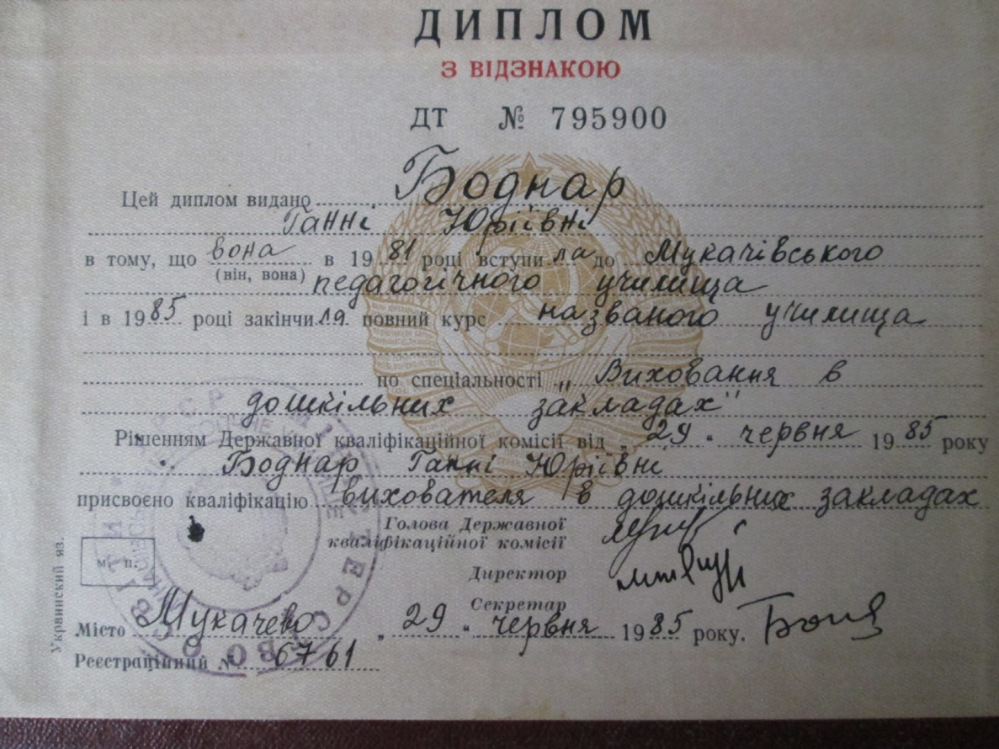 ДИПЛОМ
З ВІДЗНАКОЮ
ДТ № 795900
Цей диплом видано Боднар
Ганні Юріївні
в тому, що вона в 1981 році вступила до Мукачівського
(він, вона) педагогічного училища
і в 1985 році закінчила повний курс названого училища
по спеціальності „Виховання в
дошкільних закладах"
Рішенням Державної кваліфікаційної комісії від „29" червня 1985 року
Боднар Ганні Юріївні
присвоєно кваліфікацію вихователя в дошкільних закладах
Голова Державної
кваліфікаційної комісії
м. п.
Директор
Секретар
Місто Мукачево „29" червня 1985 року.
Реєстраційний № 6761
Украинский яз.